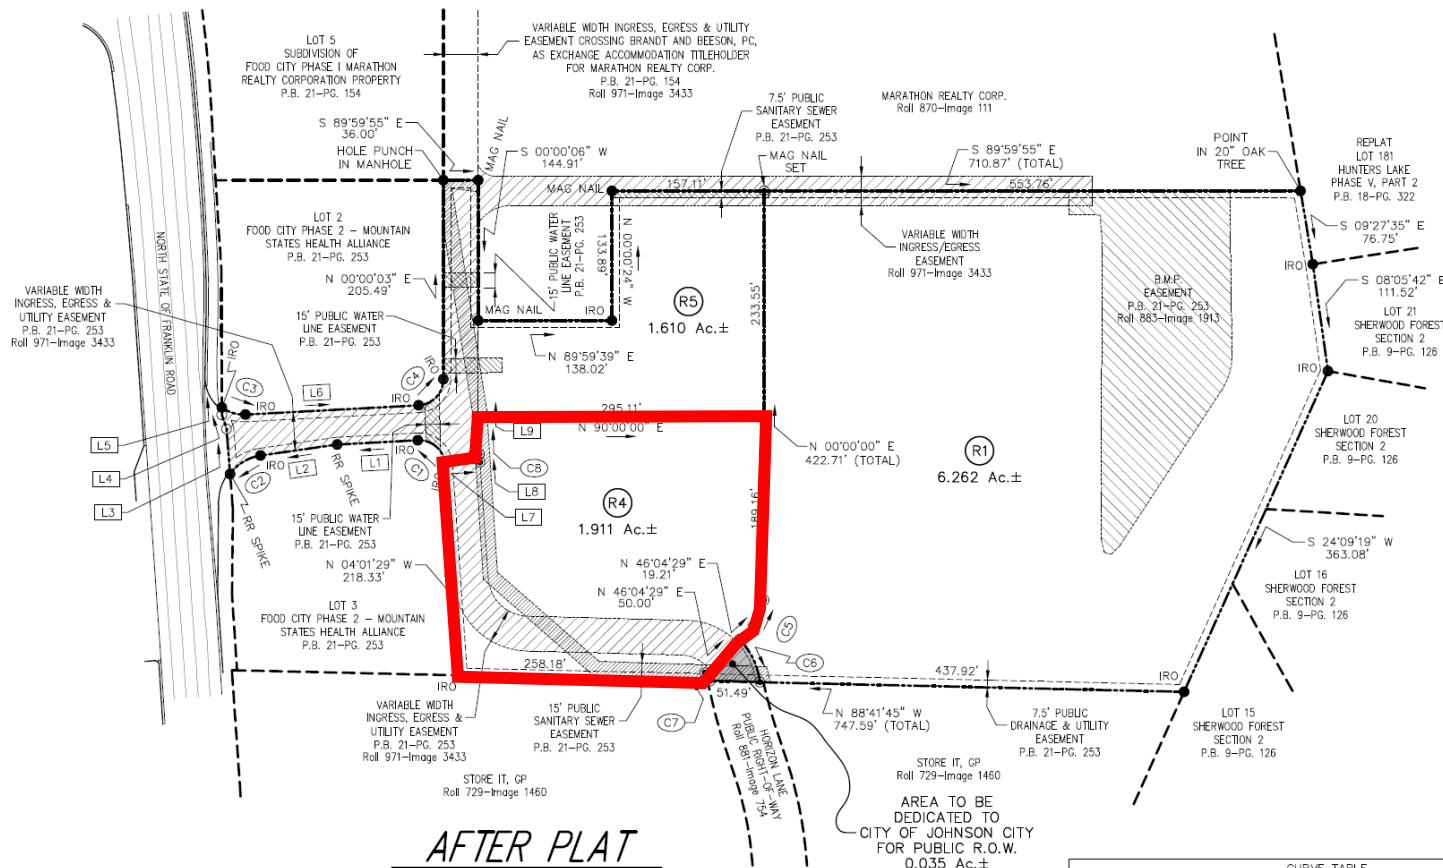 LOT 5
SUBDIVISION OF
FOOD CITY PHASE I MARATHON
REALTY CORPORATION PROPERTY
P.B. 21-PG. 154
VARIABLE WIDTH INGRESS, EGRESS & UTILITY
EASEMENT CROSSING BRANDT AND BEESON, PC,
AS EXCHANGE ACCOMMODATION TITLEHOLDER
FOR MARATHON REALTY CORP.
P.B. 21-PG. 154
Roll 971-Image 3433
7.5' PUBLIC
SANITARY SEWER
EASEMENT
P.B. 21-PG. 253
MARATHON REALTY CORP.
Roll 870-Image 111
S 89°59'55" E
36.00'
HOLE PUNCH
IN MANHOLE
MAG NAIL
S 00°00'06" W
144.91'
MAG NAIL
SET
S 89°59'55" E
710.87' (TOTAL)
POINT
IN 20" OAK
TREE
REPLAT
LOT 181
HUNTERS LAKE
PHASE V, PART 2
P.B. 18-PG. 322
MAG NAIL
157.11'
553.76'
LOT 2
FOOD CITY PHASE 2 - MOUNTAIN
STATES HEALTH ALLIANCE
P.B. 21-PG. 253
N 00°00'03" E
205.49'
15' PUBLIC WATER
LINE EASEMENT
P.B. 21-PG. 253
N 00°00'24" W
133.89'
VARIABLE WIDTH
INGRESS/EGRESS
EASEMENT
Roll 971-Image 3433
S 09°27'35" E
76.75'
IRO
S 08°05'42" E
111.52'
B.M.P.
EASEMENT
P.B. 21-PG. 253
Roll 883-Image 1913
LOT 21
SHERWOOD FOREST
SECTION 2
P.B. 9-PG. 126
NORTH STATE OF FRANKLIN ROAD
VARIABLE WIDTH
INGRESS, EGRESS &
UTILITY EASEMENT
P.B. 21-PG. 253
Roll 971-Image 3433
15' PUBLIC WATER
LINE EASEMENT
P.B. 21-PG. 253
MAG NAIL
IRO
R5
1.610 Ac.±
233.55'
N 89°59'39" E
138.02'
IRO
C3
IRO
L6
C4
IRO
IRO
IRO
LOT 20
SHERWOOD FOREST
SECTION 2
P.B. 9-PG. 126
295.11'
N 90°00'00" E
L9
L5
L4
L3
C2
IRO
L2
RR SPIKE
L1
IRO
C1
IRO
C8
L8
L7
N 00°00'00" E
422.71' (TOTAL)
R1
6.262 Ac.±
R4
1.911 Ac.±
189.16'
RR SPIKE
15' PUBLIC WATER
LINE EASEMENT
P.B. 21-PG. 253
N 04°01'29" W
218.33'
N 46°04'29" E
19.21'
N 46°04'29" E
50.00'
S 24°09'19" W
363.08'
LOT 16
SHERWOOD FOREST
SECTION 2
P.B. 9-PG. 126
LOT 3
FOOD CITY PHASE 2 - MOUNTAIN
STATES HEALTH ALLIANCE
P.B. 21-PG. 253
C5
C6
258.18'
IRO
51.49'
437.92'
IRO
C7
VARIABLE WIDTH
INGRESS, EGRESS &
UTILITY EASEMENT
P.B. 21-PG. 253
Roll 971-Image 3433
15' PUBLIC
SANITARY SEWER
EASEMENT
P.B. 21-PG. 253
HORIZON LANE
PUBLIC RIGHT-OF-WAY
Roll 881-Image 754
N 88°41'45" W
747.59' (TOTAL)
7.5' PUBLIC
DRAINAGE & UTILITY
EASEMENT
P.B. 21-PG. 253
LOT 15
SHERWOOD FOREST
SECTION 2
P.B. 9-PG. 126
STORE IT, GP
Roll 729-Image 1460
STORE IT, GP
Roll 729-Image 1460
AREA TO BE
DEDICATED TO
CITY OF JOHNSON CITY
FOR PUBLIC R.O.W.
0.035 Ac.±
AFTER PLAT
CURVE TABLE